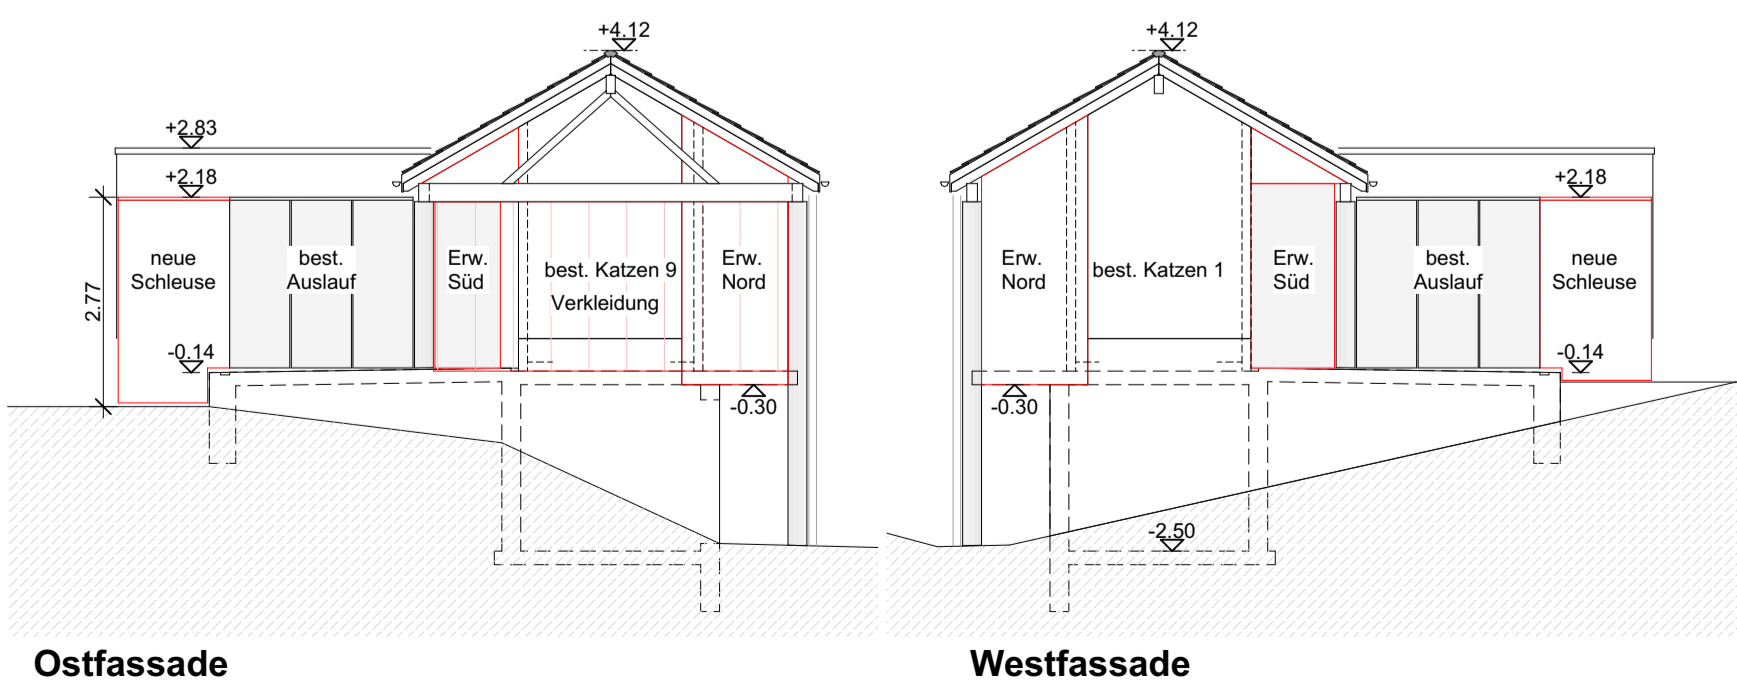 +4.12
+2.83
+2.18
neue
Schleuse
best.
Auslauf
Erw.
Süd
best. Katzen 9
Verkleidung
Erw.
Nord
2.77
-0.14
-0.30
Ostfassade
+4.12
+2.18
Erw.
Nord
best. Katzen 1
Erw.
Süd
best.
Auslauf
neue
Schleuse
-0.14
-0.30
-2.50
Westfassade